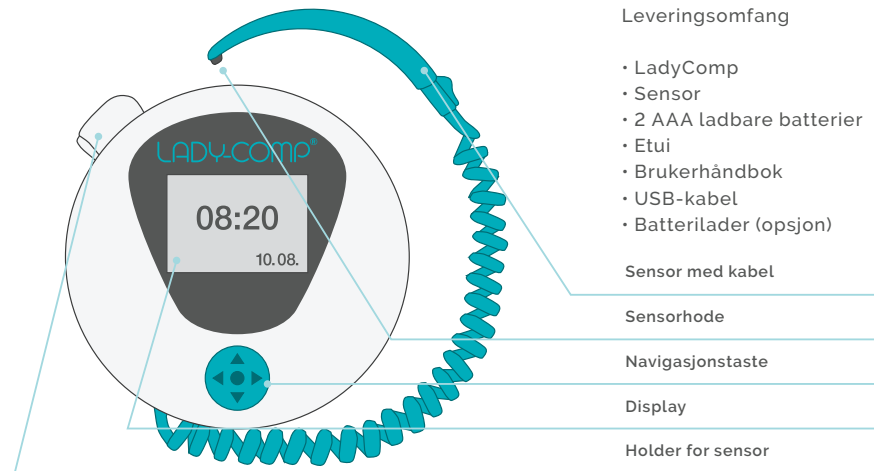 Leveringsomfang
• LadyComp
• Sensor
• 2 AAA ladbare batterier
• Etui
• Brukerhåndbok
• USB-kabel
• Batterilader (opsjon)
LADY-COMP®
08:20
10.08.
Sensor med kabel
Sensorhode
Navigasjonstaste
Display
Holder for sensor